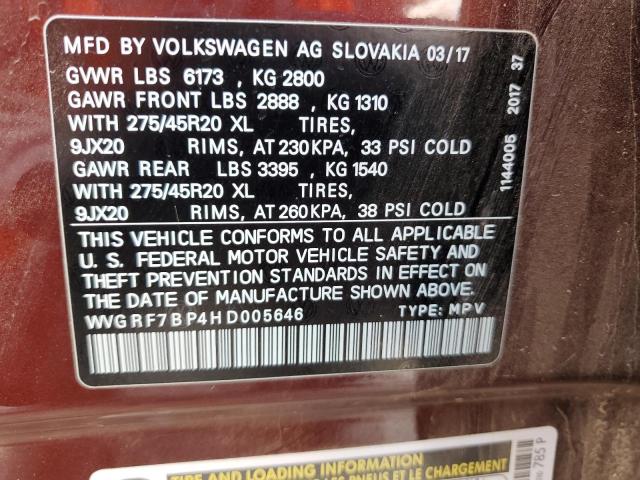 MFD BY VOLKSWAGEN AG SLOVAKIA 03/17
GVWR LBS 6173 , KG 2800
GAWR FRONT LBS 2888 , KG 1310
WITH 275/45R20 XL TIRES,
9JX20 RIMS, AT 230KPA, 33 PSI COLD
GAWR REAR LBS 3395 , KG 1540
WITH 275/45R20 XL TIRES,
9JX20 RIMS, AT 260KPA, 38 PSI COLD
THIS VEHICLE CONFORMS TO ALL APPLICABLE
U. S. FEDERAL MOTOR VEHICLE SAFETY AND
THEFT PREVENTION STANDARDS IN EFFECT ON
THE DATE OF MANUFACTURE SHOWN ABOVE.
WVGRF7BP4HD005646 TYPE: MPV
1144005 2017 37
TIRE AND LOADING INFORMATION
LES PNEUS ET LE CHARGEMENT
785 P